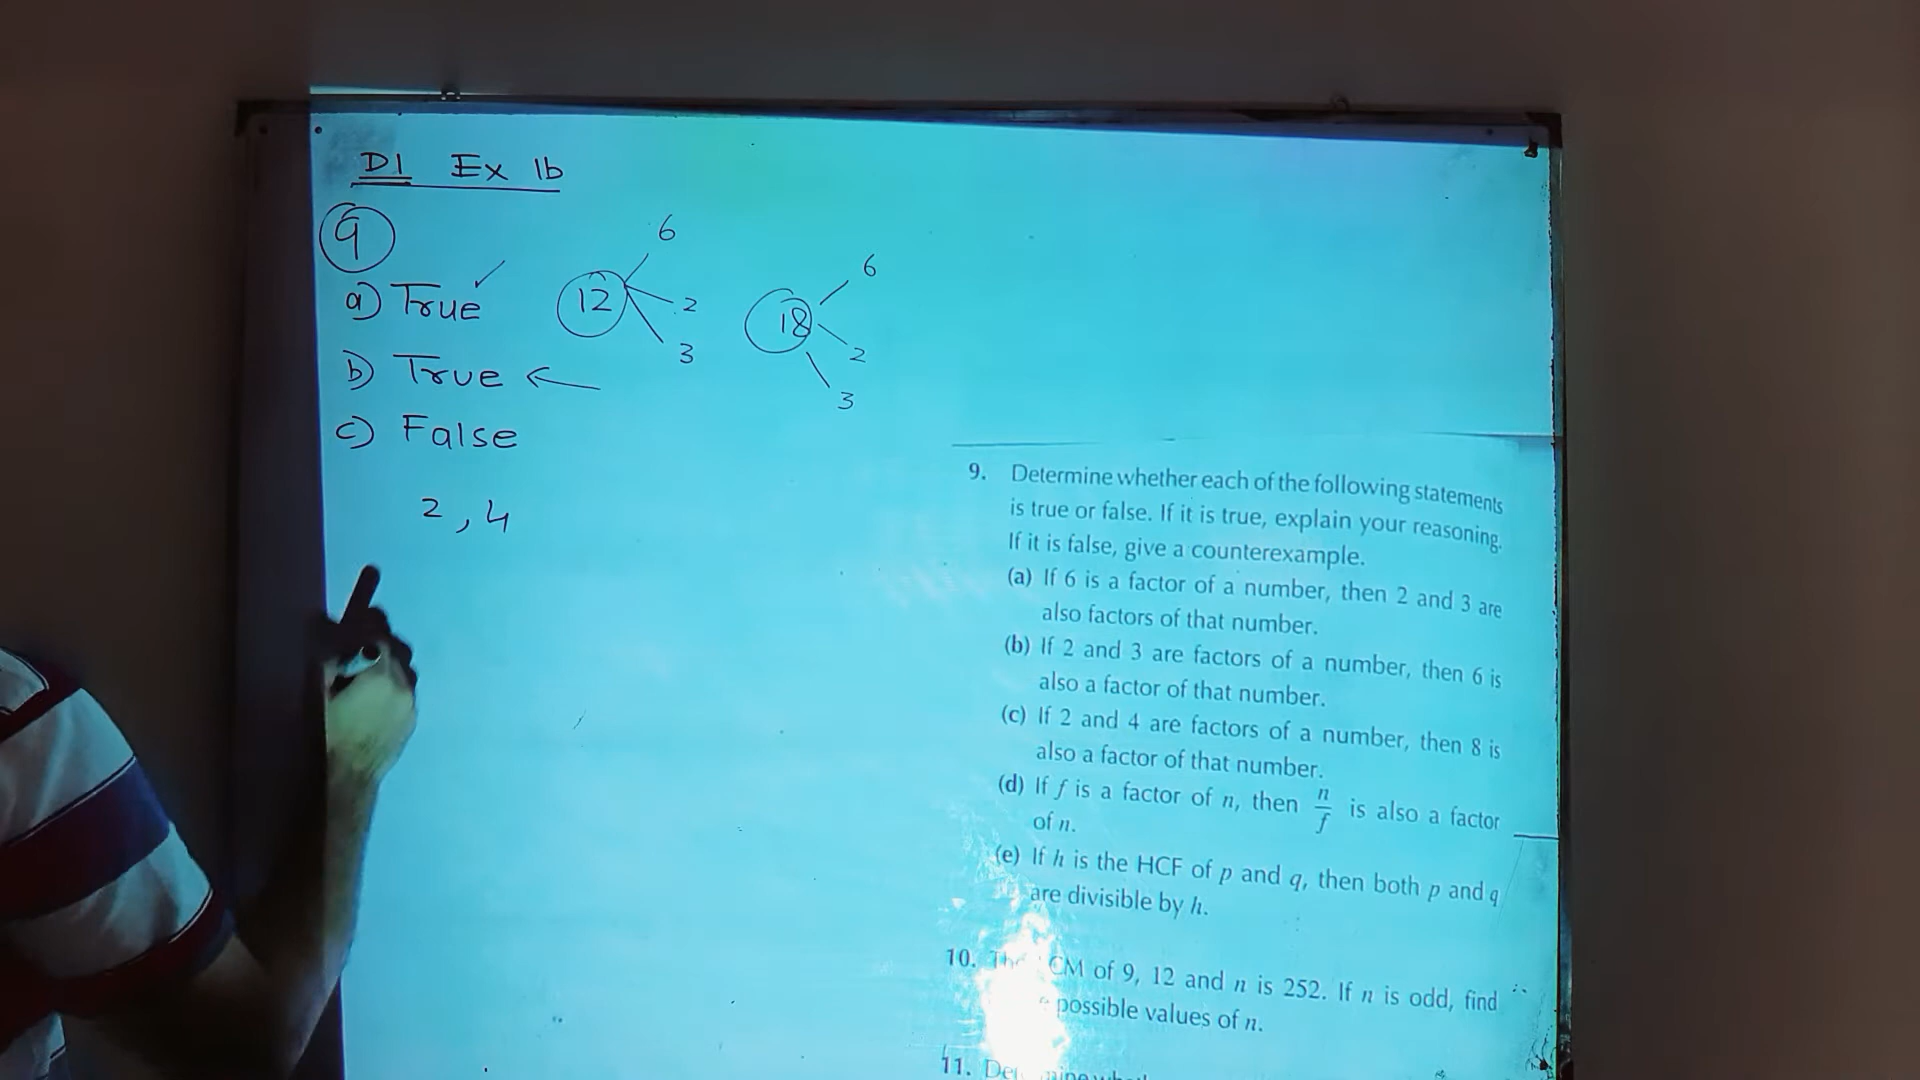 D1 Ex 1b
9
a) True ✓
12 6 2 3
18 6 2 3
b) True ←
c) False
2, 4
9. Determine whether each of the following statements
is true or false. If it is true, explain your reasoning.
If it is false, give a counterexample.
(a) If 6 is a factor of a number, then 2 and 3 are
also factors of that number.
(b) If 2 and 3 are factors of a number, then 6 is
also a factor of that number.
(c) If 2 and 4 are factors of a number, then 8 is
also a factor of that number.
(d) If f is a factor of n, then n/f is also a factor
of n.
(e) If h is the HCF of p and q, then both p and q
are divisible by h.
10. CM of 9, 12 and n is 252. If n is odd, find
possible values of n.
11.